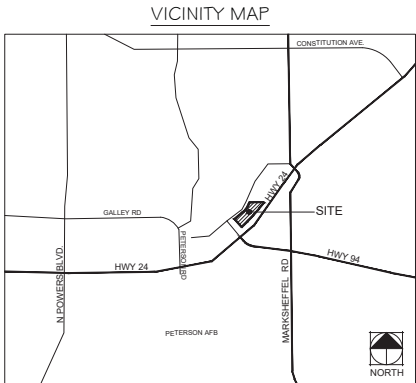 VICINITY MAP
CONSTITUTION AVE.
HWY 24
SITE
GALLEY RD
PETERSON BD
HWY 94
HWY 24
N POWERS BLVD.
MARKSHEFFEL RD
PETERSON AFB
NORTH